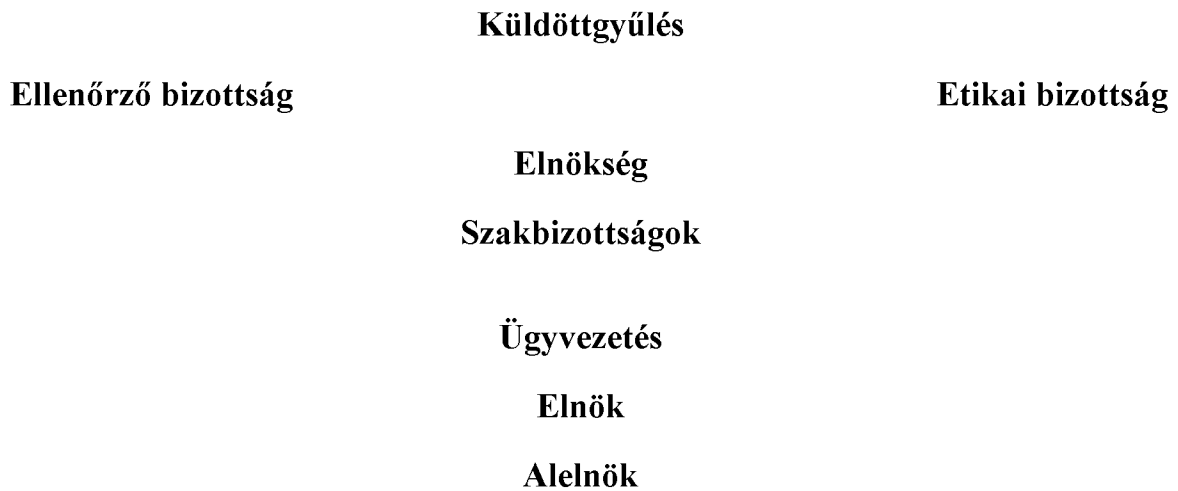 Küldöttgyűlés
Ellenőrző bizottság
Etikai bizottság
Elnökség
Szakbizottságok
Ügyvezetés
Elnök
Alelnök